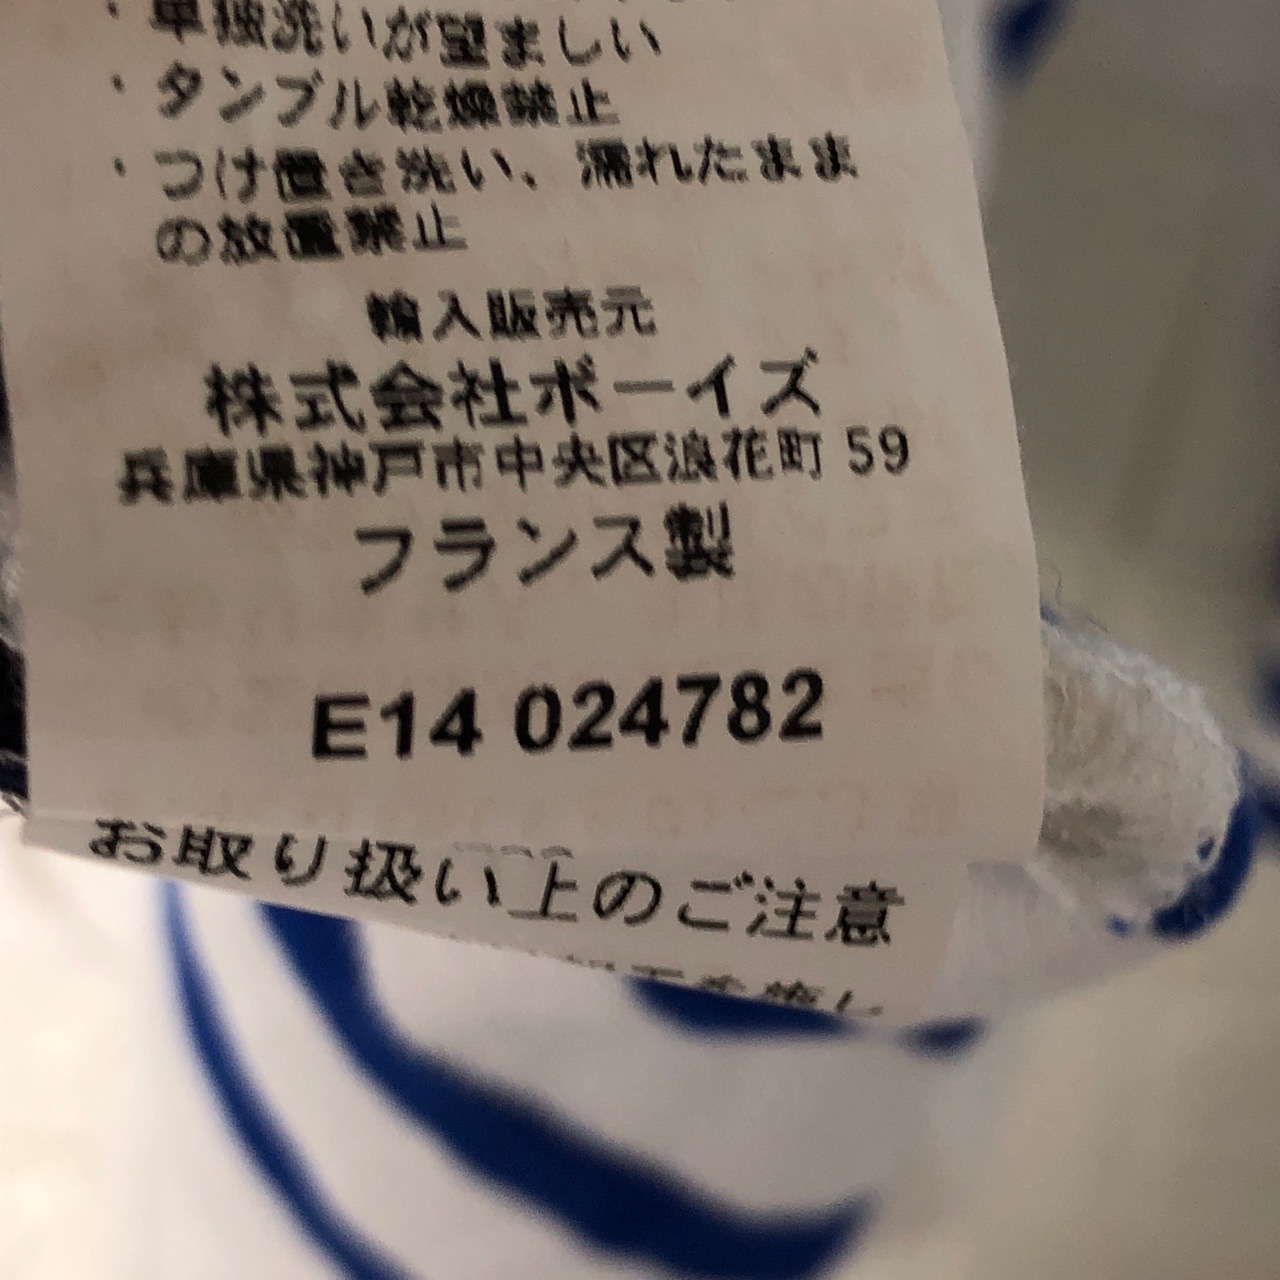 ・単独洗いが望ましい
・タンブル乾燥禁止
・つけ置き洗い、濡れたまま
の放置禁止
輸入販売元
株式会社ボーイズ
兵庫県神戸市中央区浪花町 59
フランス製
E14 024782
お取り扱い上のご注意